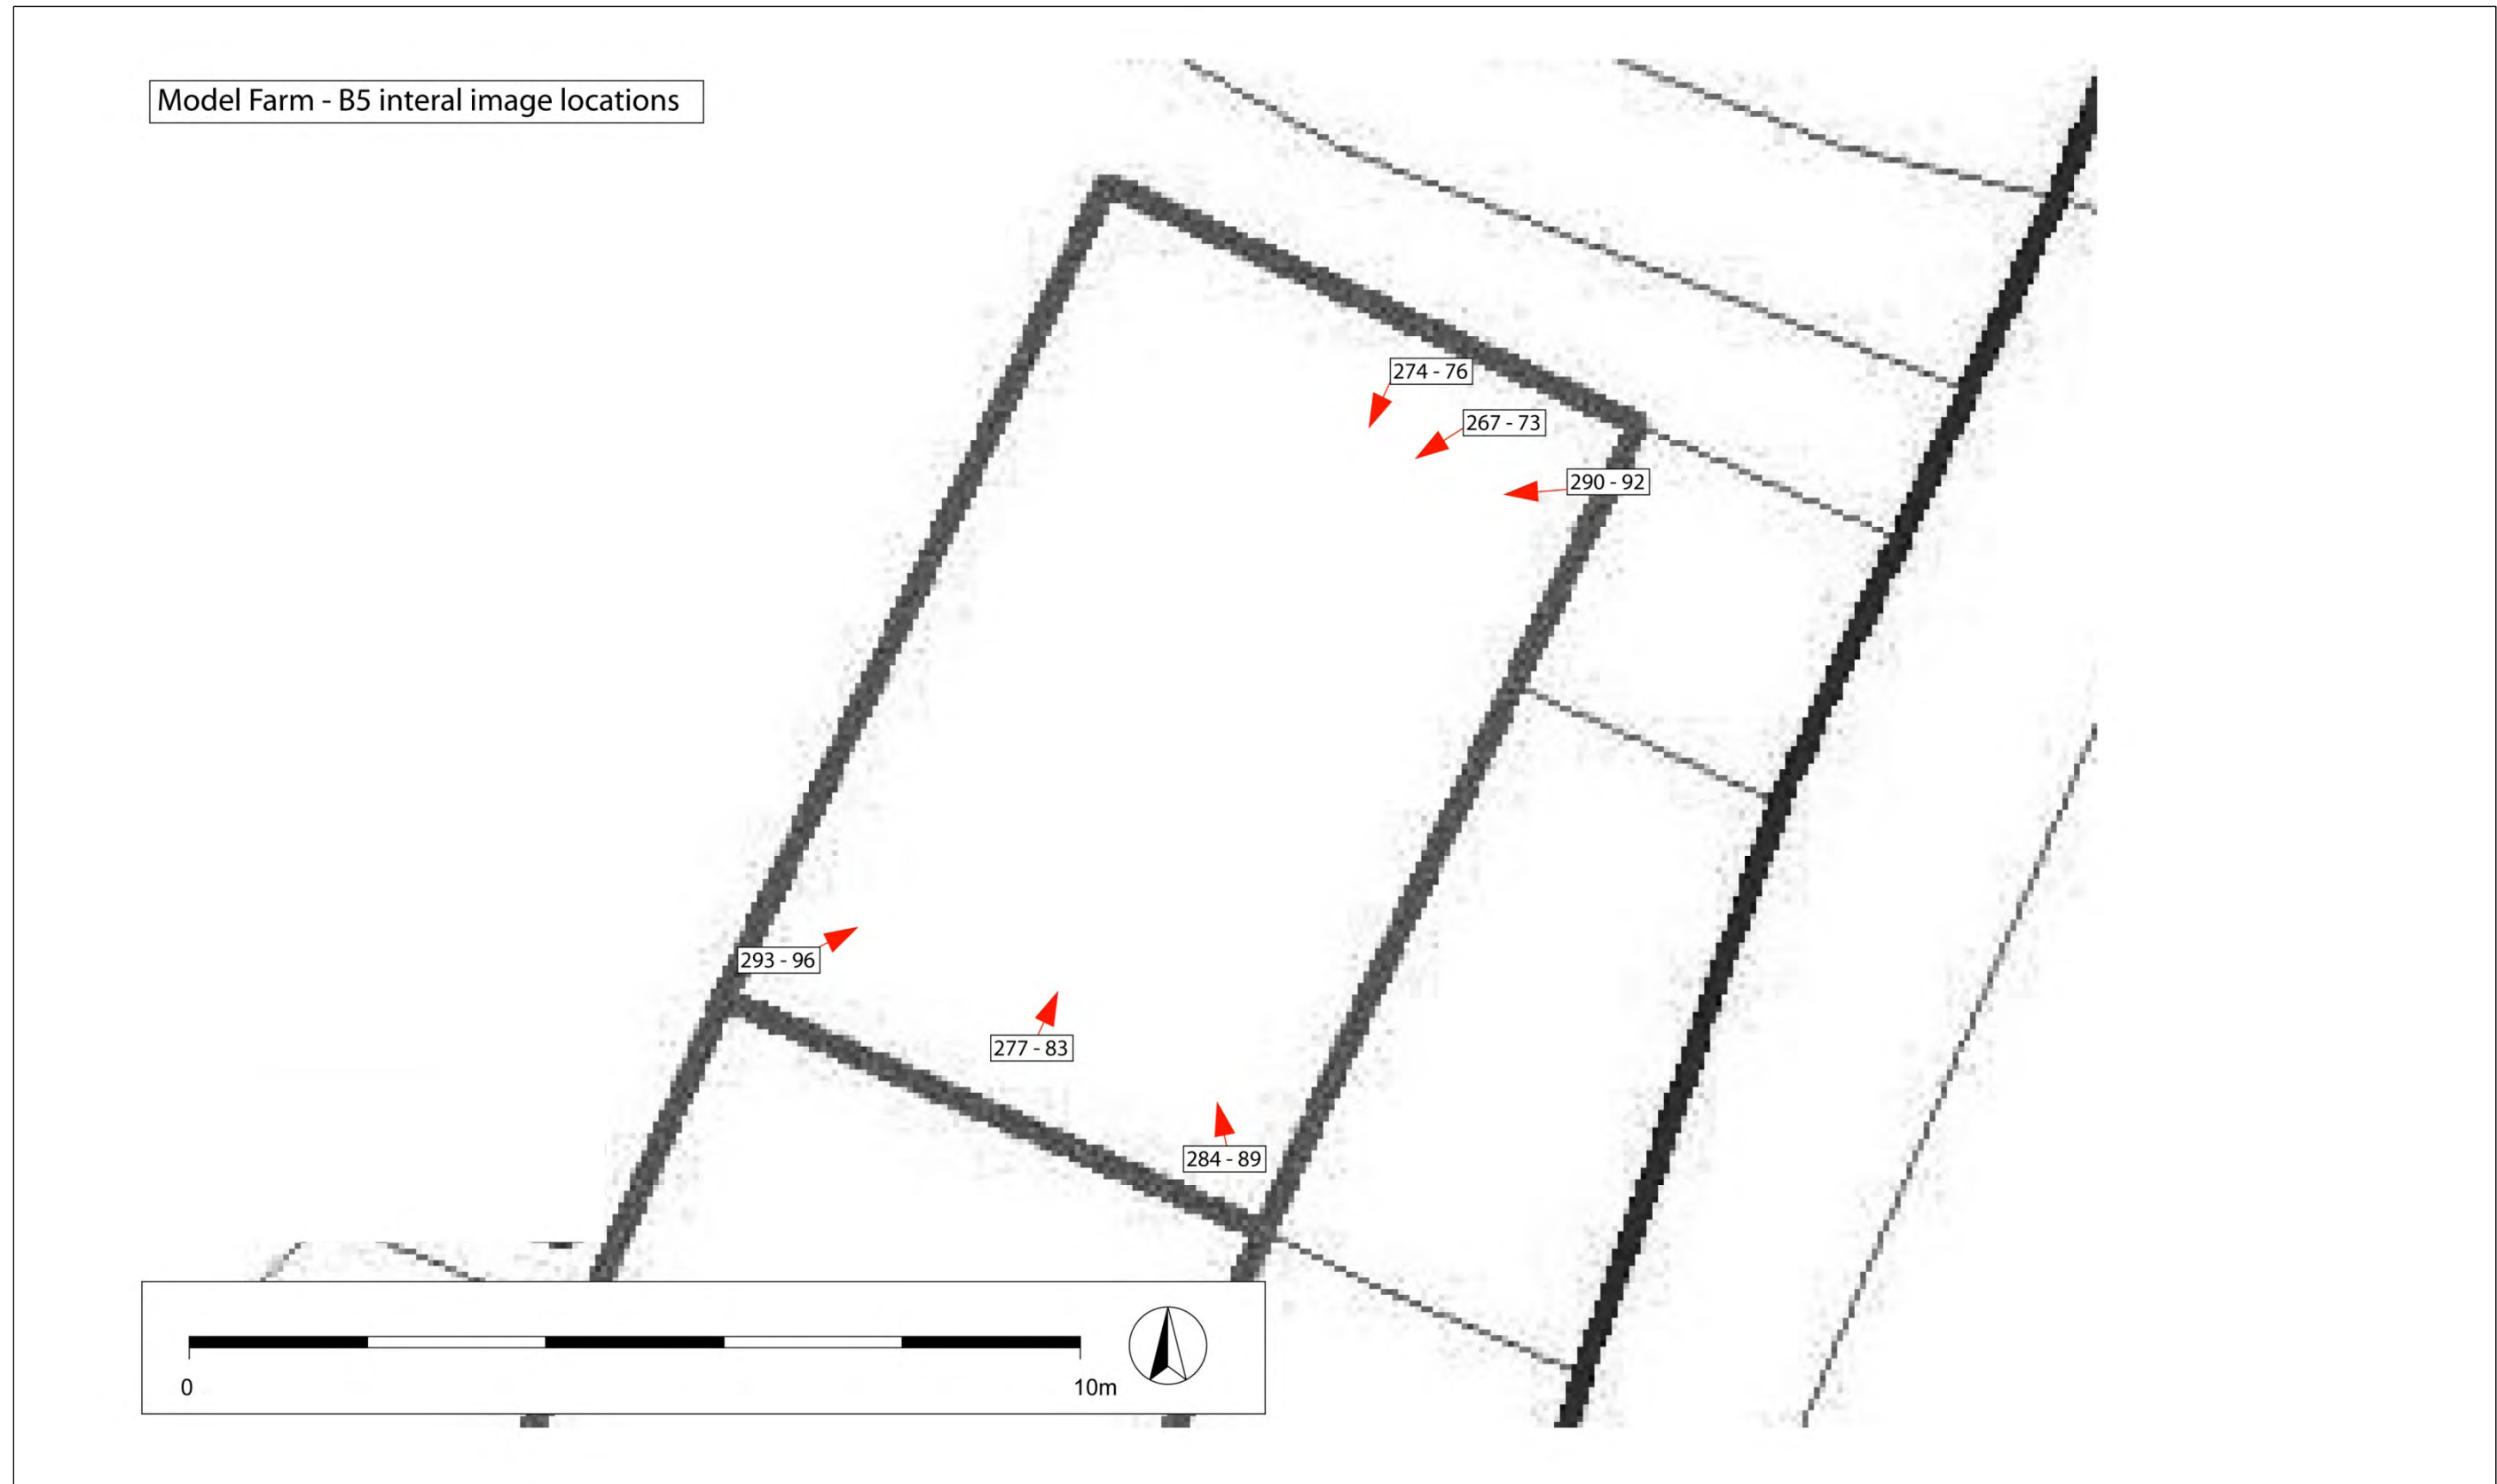 Model Farm - B5 interal image locations
274 - 76
267 - 73
290 - 92
293 - 96
277 - 83
284 - 89
0
10m